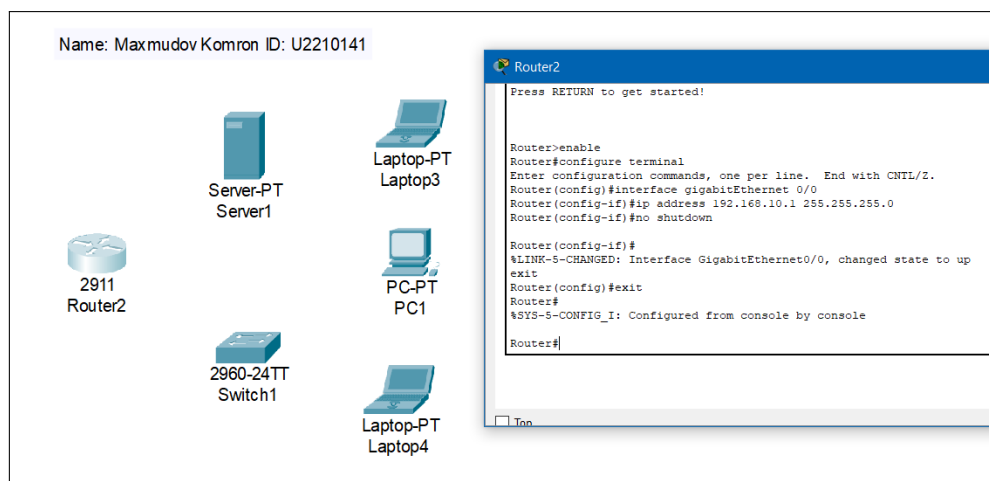 Name: Maxmudov Komron ID: U2210141
Server-PT
Server1
Laptop-PT
Laptop3
2911
Router2
PC-PT
PC1
2960-24TT
Switch1
Laptop-PT
Laptop4
Router2
Press RETURN to get started!
Router>enable
Router#configure terminal
Enter configuration commands, one per line.  End with CNTL/Z.
Router(config)#interface gigabitEthernet 0/0
Router(config-if)#ip address 192.168.10.1 255.255.255.0
Router(config-if)#no shutdown
Router(config-if)#
%LINK-5-CHANGED: Interface GigabitEthernet0/0, changed state to up
exit
Router(config)#exit
Router#
%SYS-5-CONFIG_I: Configured from console by console
Router#
Top